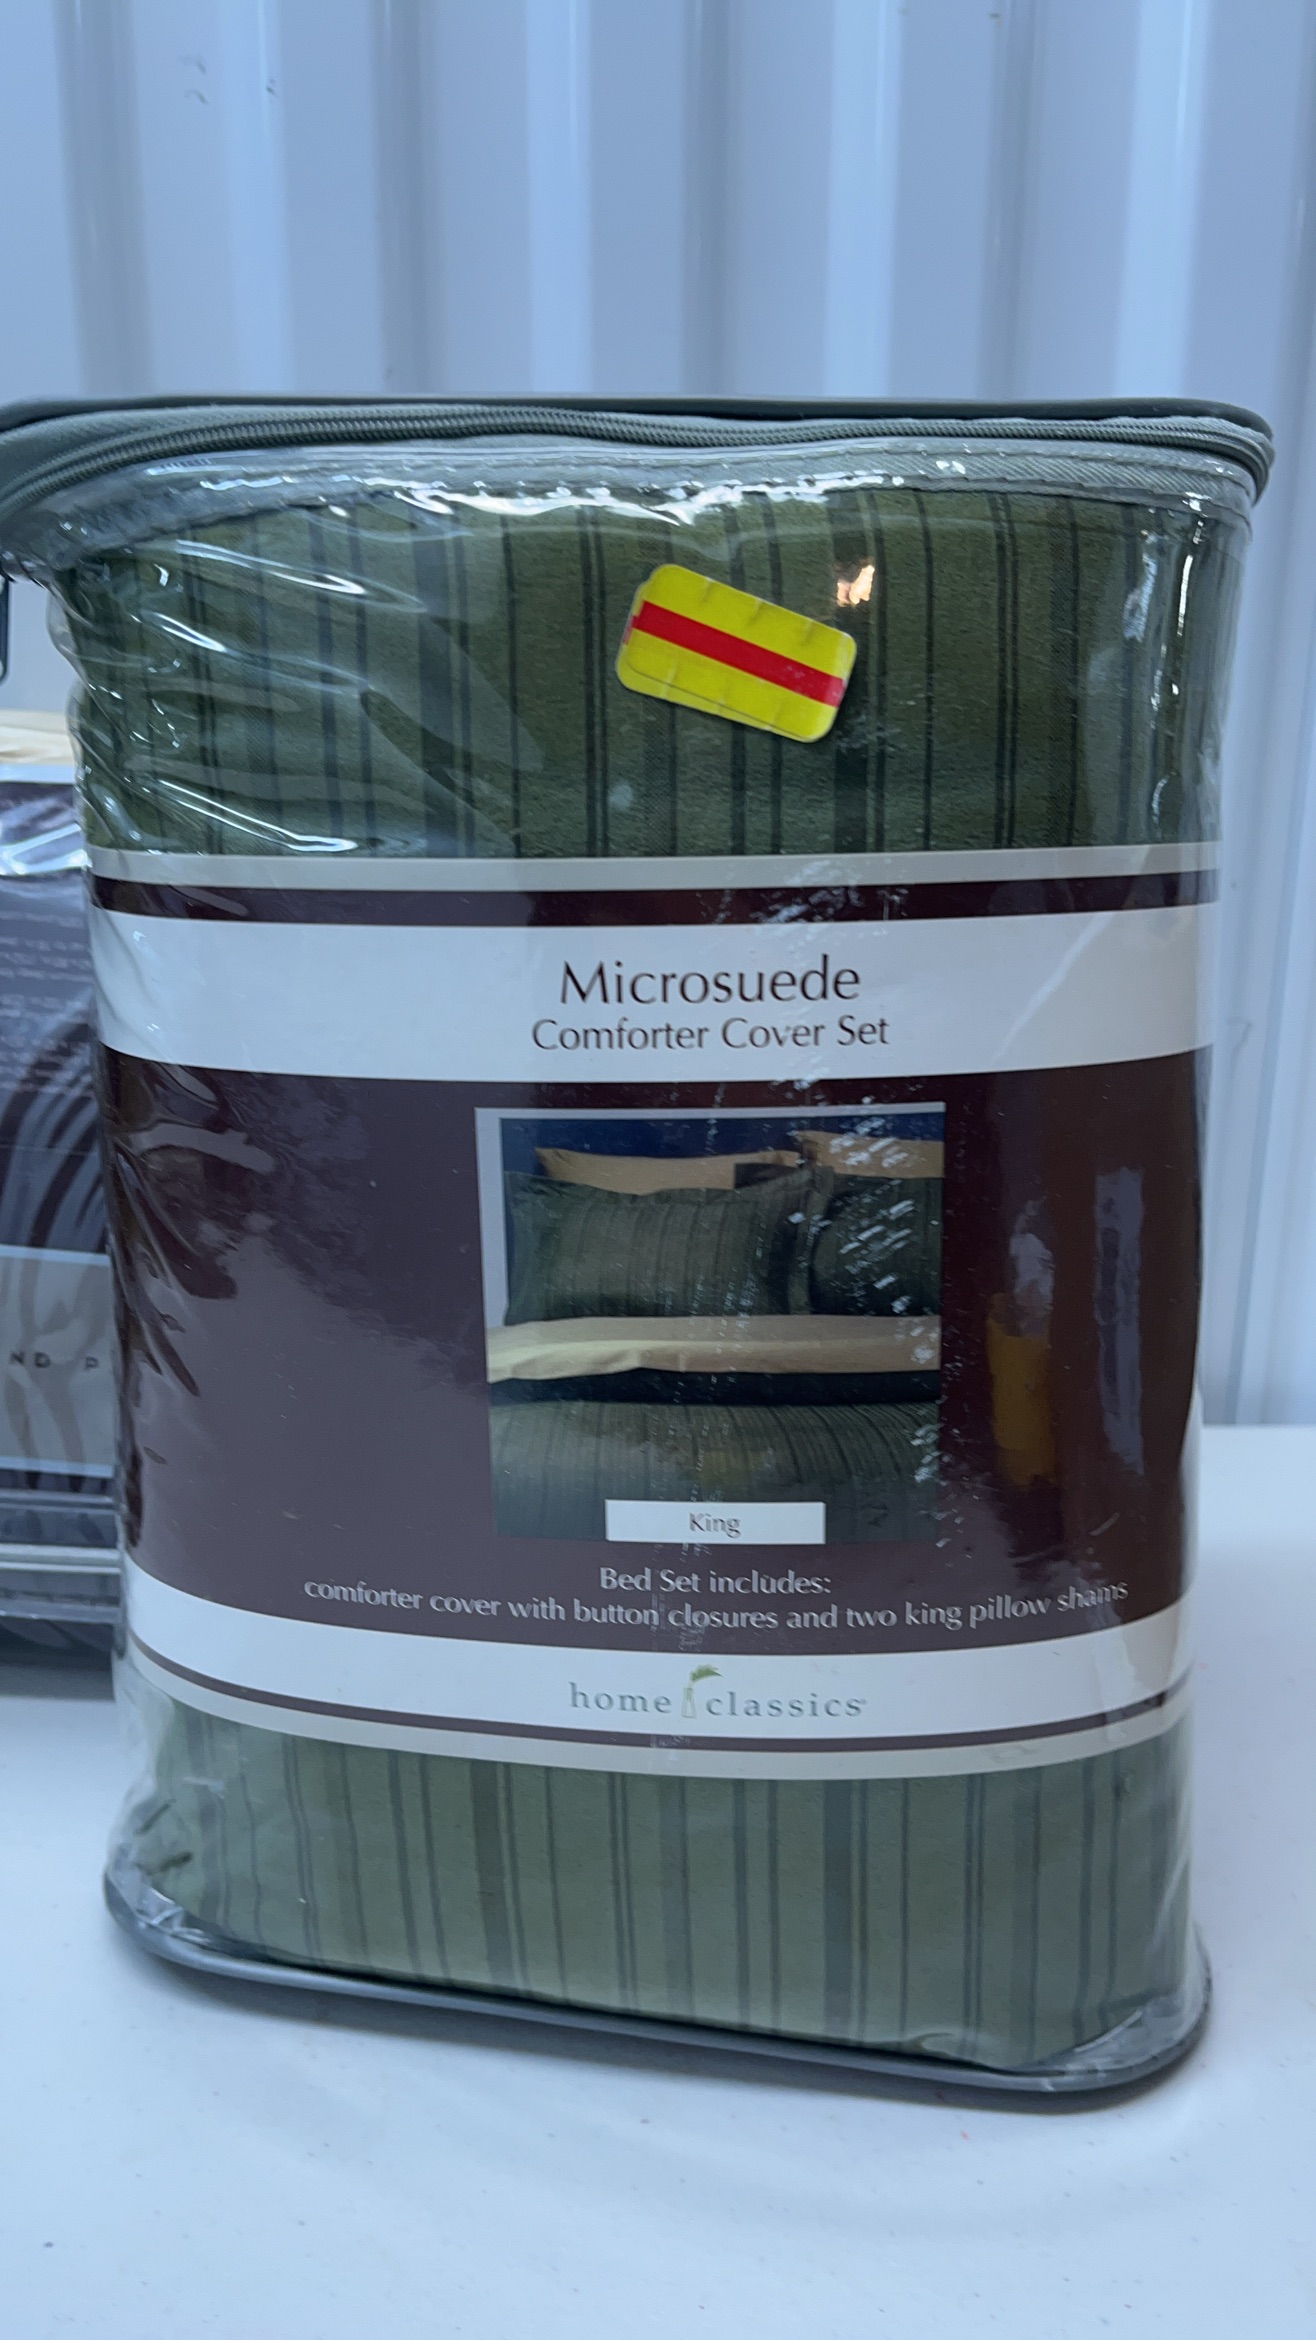 Microsuede
Comforter Cover Set
King
Bed Set includes:
comforter cover with button closures and two king pillow shams
home classics®
ND P